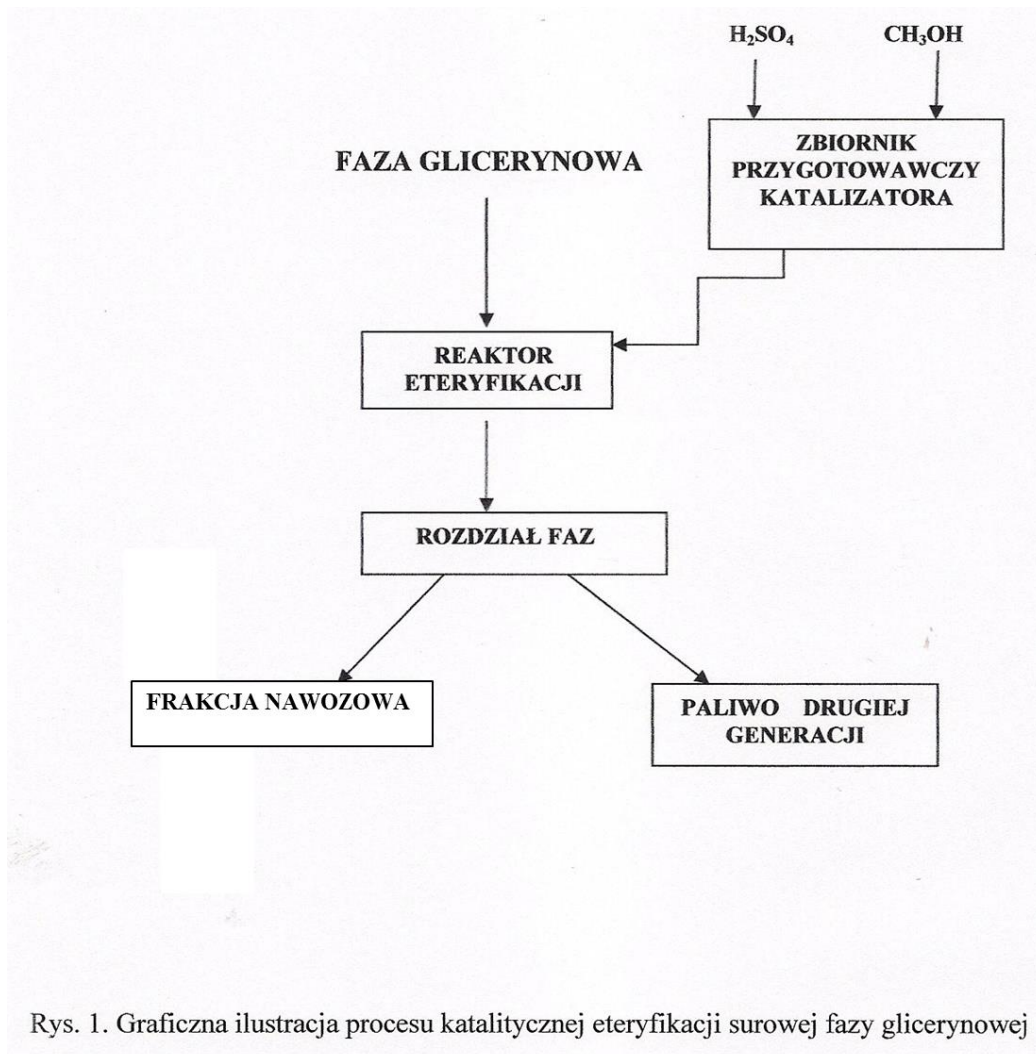 H₂SO₄ CH₃OH
ZBIORNIK
PRZYGOTOWAWCZY
KATALIZATORA
FAZA GLICERYNOWA
REAKTOR
ETERYFIKACJI
ROZDZIAŁ FAZ
FRAKCJA NAWOZOWA
PALIWO DRUGIEJ
GENERACJI
Rys. 1. Graficzna ilustracja procesu katalitycznej eteryfikacji surowej fazy glicerynowej